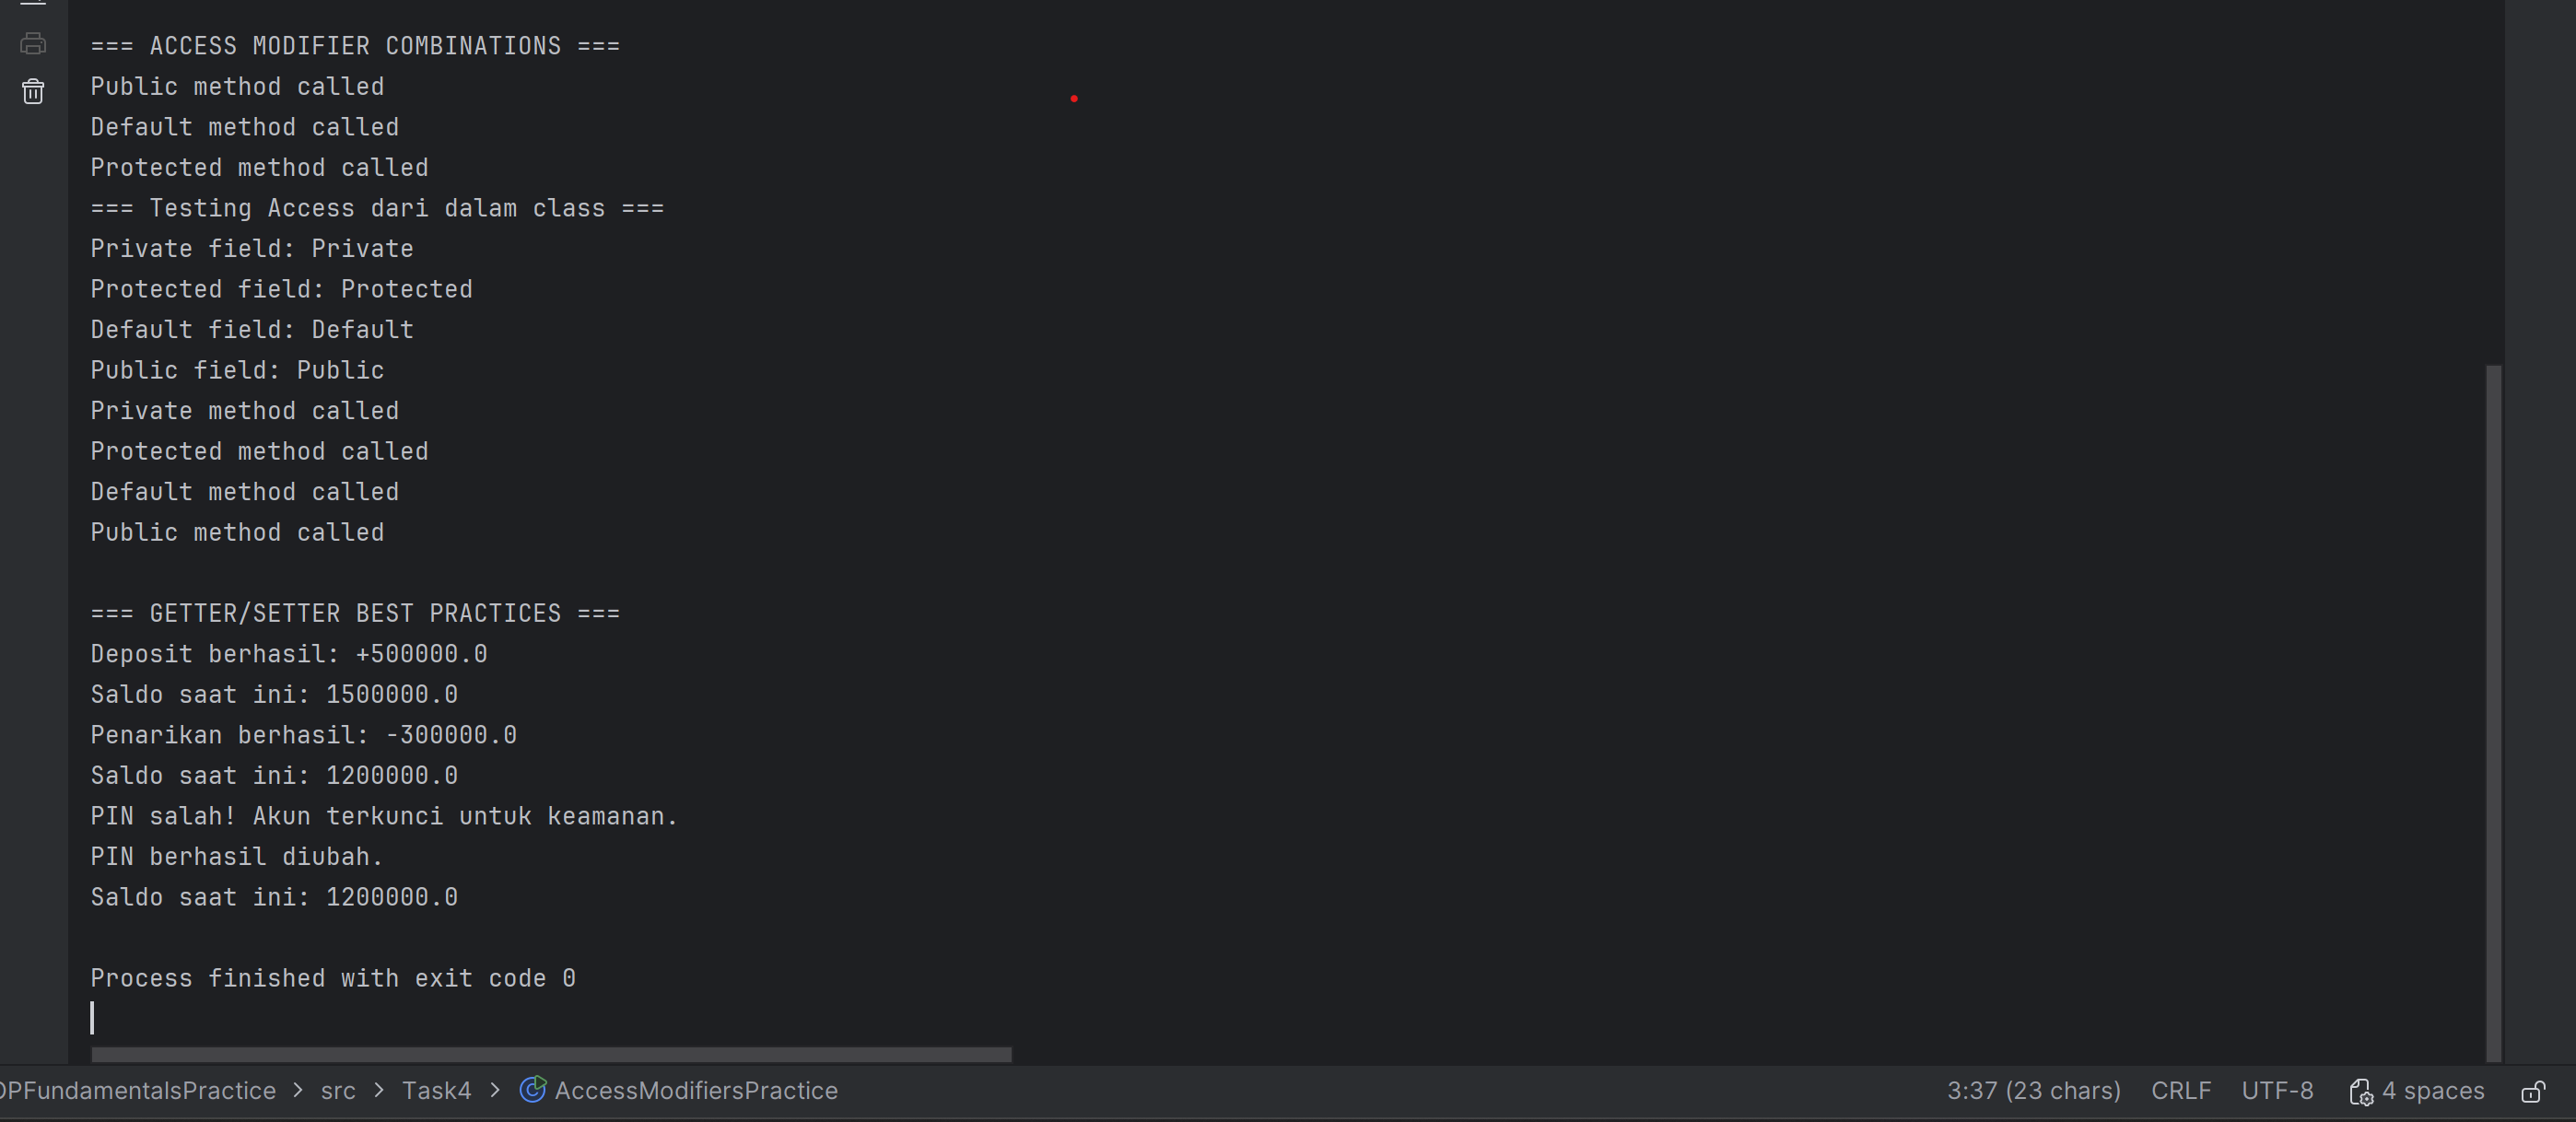 === ACCESS MODIFIER COMBINATIONS ===
Public method called
Default method called
Protected method called
=== Testing Access dari dalam class ===
Private field: Private
Protected field: Protected
Default field: Default
Public field: Public
Private method called
Protected method called
Default method called
Public method called
=== GETTER/SETTER BEST PRACTICES ===
Deposit berhasil: +500000.0
Saldo saat ini: 1500000.0
Penarikan berhasil: -300000.0
Saldo saat ini: 1200000.0
PIN salah! Akun terkunci untuk keamanan.
PIN berhasil diubah.
Saldo saat ini: 1200000.0
Process finished with exit code 0
OPFundamentalsPractice > src > Task4 > AccessModifiersPractice 3:37 (23 chars) CRLF UTF-8 4 spaces